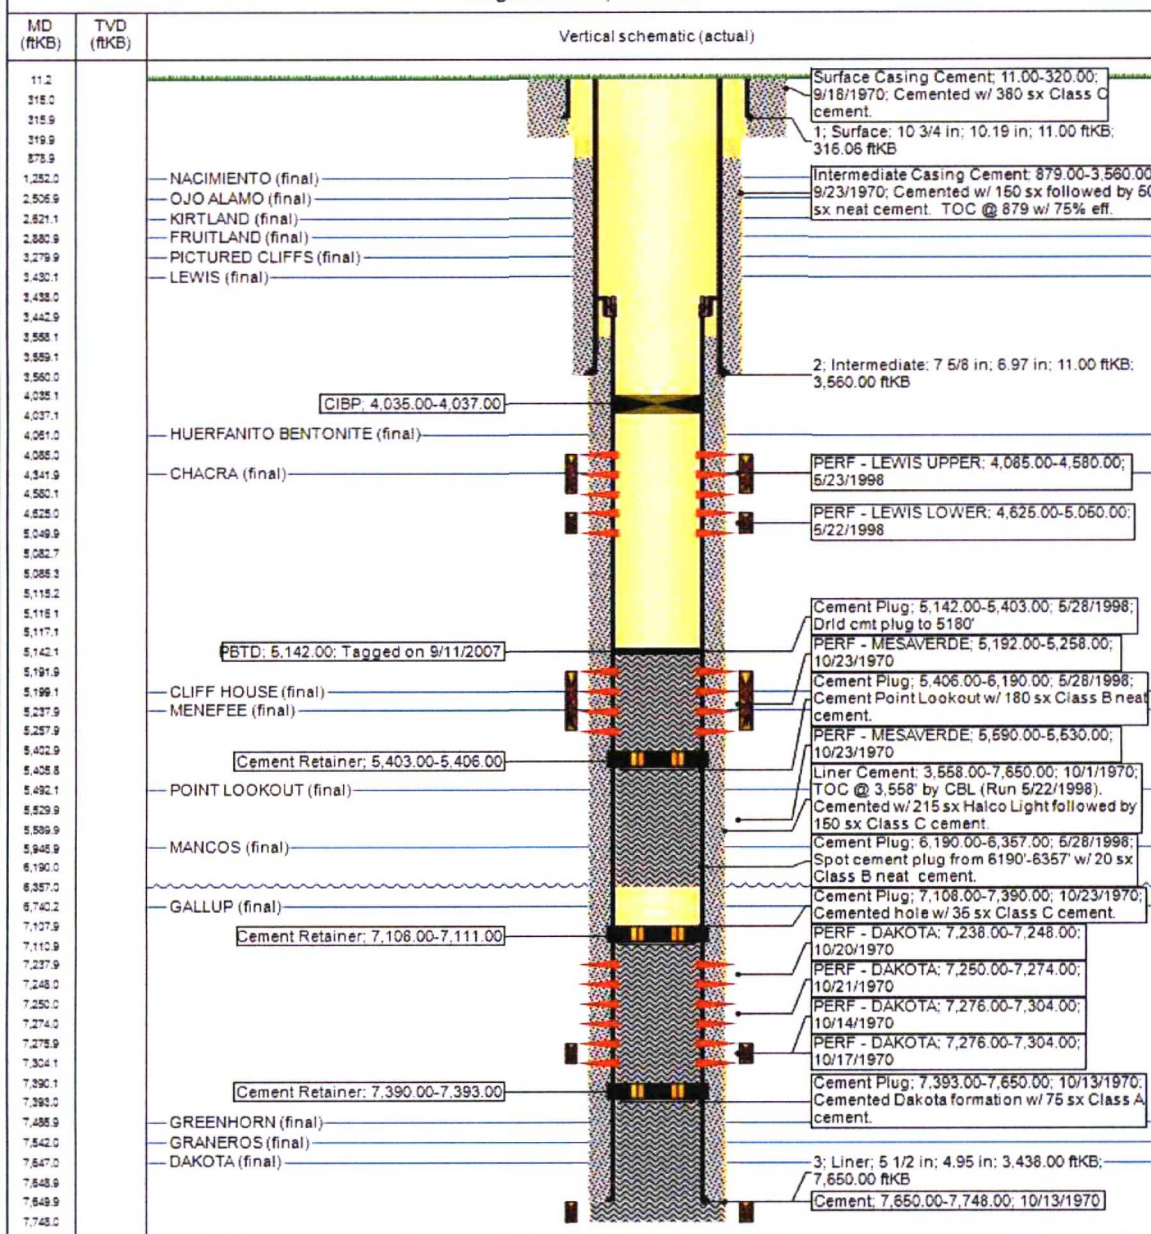 MD
(ftKB)
TVD
(ftKB)
Vertical schematic (actual)
11.2
315.0
315.9
319.9
878.9
1,252.0
2,506.9
2,621.1
2,880.9
3,279.9
3,430.1
3,438.0
3,442.9
3,558.1
3,559.1
3,560.0
4,035.1
4,037.1
4,061.0
4,085.0
4,341.9
4,580.1
4,625.0
5,049.9
5,082.7
5,085.3
5,115.2
5,116.1
5,117.1
5,142.1
5,191.9
5,199.1
5,237.9
5,257.9
5,402.9
5,405.8
5,492.1
5,529.9
5,589.9
5,946.9
6,190.0
6,357.0
6,740.2
7,107.9
7,110.9
7,237.9
7,248.0
7,250.0
7,274.0
7,275.9
7,304.1
7,390.1
7,393.0
7,485.9
7,542.0
7,647.0
7,648.9
7,649.9
7,748.0
NACIMIENTO (final)
OJO ALAMO (final)
KIRTLAND (final)
FRUITLAND (final)
PICTURED CLIFFS (final)
LEWIS (final)
CIBP; 4,035.00-4,037.00
HUERFANITO BENTONITE (final)
CHACRA (final)
PBTD; 5,142.00; Tagged on 9/11/2007
CLIFF HOUSE (final)
MENEFEE (final)
Cement Retainer; 5,403.00-5,406.00
POINT LOOKOUT (final)
MANCOS (final)
GALLUP (final)
Cement Retainer; 7,108.00-7,111.00
Cement Retainer; 7,390.00-7,393.00
GREENHORN (final)
GRANEROS (final)
DAKOTA (final)
Surface Casing Cement; 11.00-320.00;
9/18/1970; Cemented w/ 380 sx Class C
cement.
1; Surface; 10 3/4 in; 10.19 in; 11.00 ftKB;
316.06 ftKB
Intermediate Casing Cement; 879.00-3,560.00
9/23/1970; Cemented w/ 150 sx followed by 50
sx neat cement. TOC @ 879 w/ 75% eff.
2; Intermediate; 7 5/8 in; 6.97 in; 11.00 ftKB;
3,560.00 ftKB
PERF - LEWIS UPPER; 4,085.00-4,580.00;
5/23/1998
PERF - LEWIS LOWER; 4,625.00-5,050.00;
5/22/1998
Cement Plug; 5,142.00-5,403.00; 5/28/1998;
Drld cmt plug to 5180'
PERF - MESAVERDE; 5,192.00-5,258.00;
10/23/1970
Cement Plug; 5,406.00-6,190.00; 5/28/1998;
Cement Point Lookout w/ 180 sx Class B neat
cement.
PERF - MESAVERDE; 5,590.00-5,530.00;
10/23/1970
Liner Cement; 3,558.00-7,650.00; 10/1/1970;
TOC @ 3,558' by CBL (Run 5/22/1998).
Cemented w/ 215 sx Halco Light followed by
150 sx Class C cement.
Cement Plug; 6,190.00-6,357.00; 5/28/1998;
Spot cement plug from 6190'-6357' w/ 20 sx
Class B neat cement.
Cement Plug; 7,108.00-7,390.00; 10/23/1970;
Cemented hole w/ 35 sx Class C cement.
PERF - DAKOTA; 7,238.00-7,248.00;
10/20/1970
PERF - DAKOTA; 7,250.00-7,274.00;
10/21/1970
PERF - DAKOTA; 7,276.00-7,304.00;
10/14/1970
PERF - DAKOTA; 7,276.00-7,304.00;
10/17/1970
Cement Plug; 7,393.00-7,650.00; 10/13/1970;
Cemented Dakota formation w/ 75 sx Class A
cement.
3; Liner; 5 1/2 in; 4.95 in; 3,438.00 ftKB;
7,650.00 ftKB
Cement; 7,650.00-7,748.00; 10/13/1970